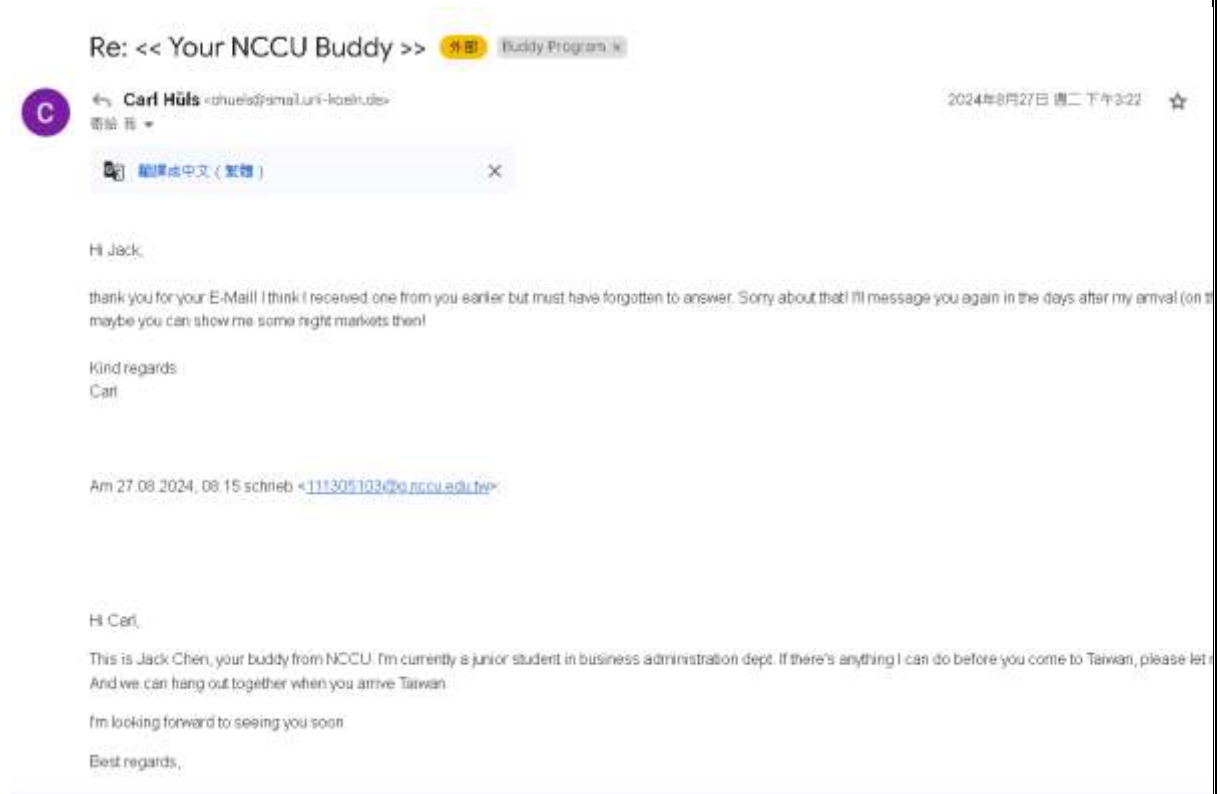 Re: << Your NCCU Buddy >> 外部 Buddy Program ×
C
Carl Hüls 2024年8月27日 週二 下午3:22
寄給 我
翻譯成中文（繁體） ×
Hi Jack,
thank you for your E-Mail! I think I received one from you earlier but must have forgotten to answer. Sorry about that! I'll message you again in the days after my arrival (on
maybe you can show me some night markets then!
Kind regards
Carl
Am 27.08.2024, 08:15 schrieb <111305103@g.nccu.edu.tw>:
Hi Carl,
This is Jack Chen, your buddy from NCCU. I'm currently a junior student in business administration dept. If there's anything I can do before you come to Taiwan, please let
And we can hang out together when you arrive Taiwan.
I'm looking forward to seeing you soon.
Best regards,